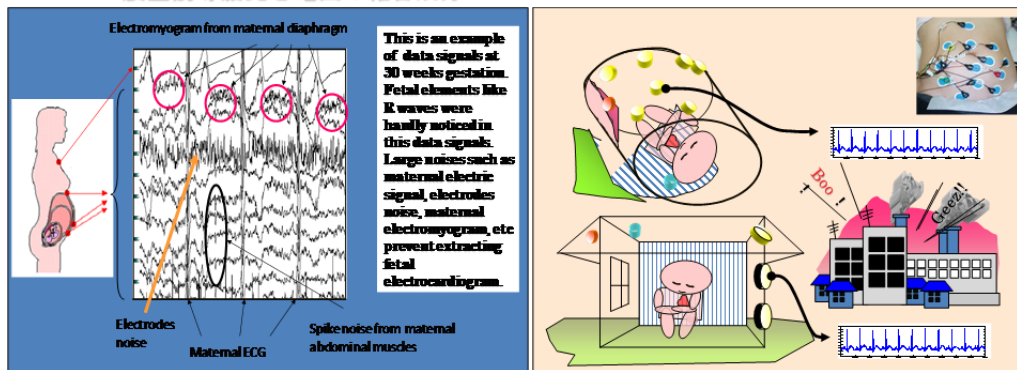 Electromyogram from maternal diaphragm
This is an example
of data signals at
30 weeks gestation.
Fetal elements like
R waves were
hardly noticed in
this data signals.
Large noises such as
maternal electric
signal, electrodes
noise, maternal
electromyogram, etc
prevent extracting
fetal
electrocardiogram.
Electrodes
noise
Maternal ECG
Spike noise from maternal
abdominal muscles
Boo !
Geez!!